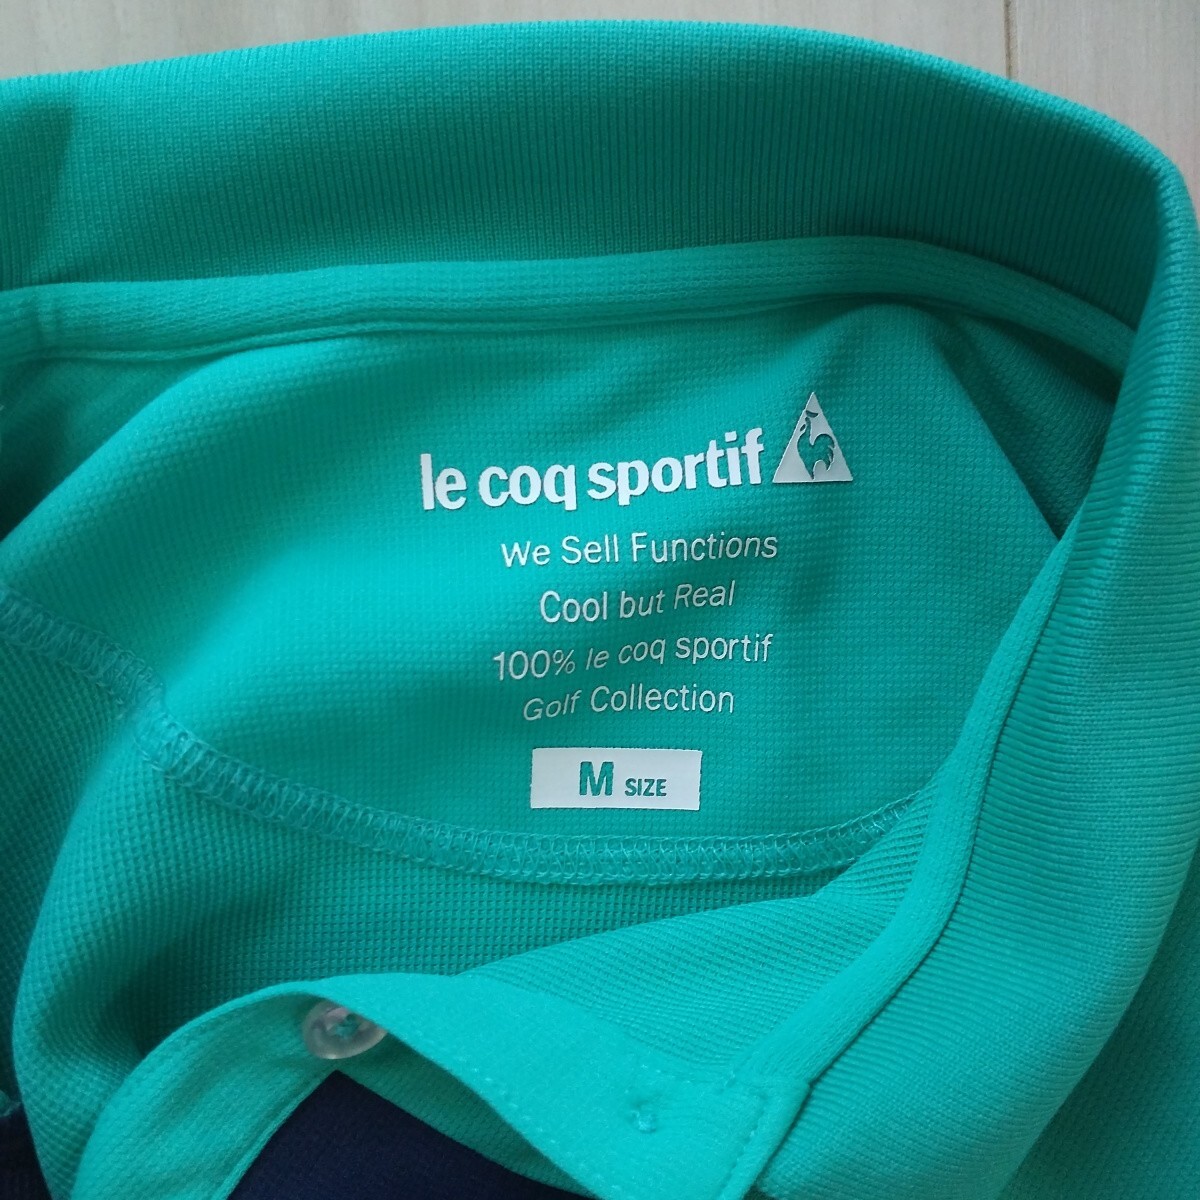 le coq sportif
We Sell Functions
Cool but Real
100% le coq sportif
Golf Collection
M SIZE